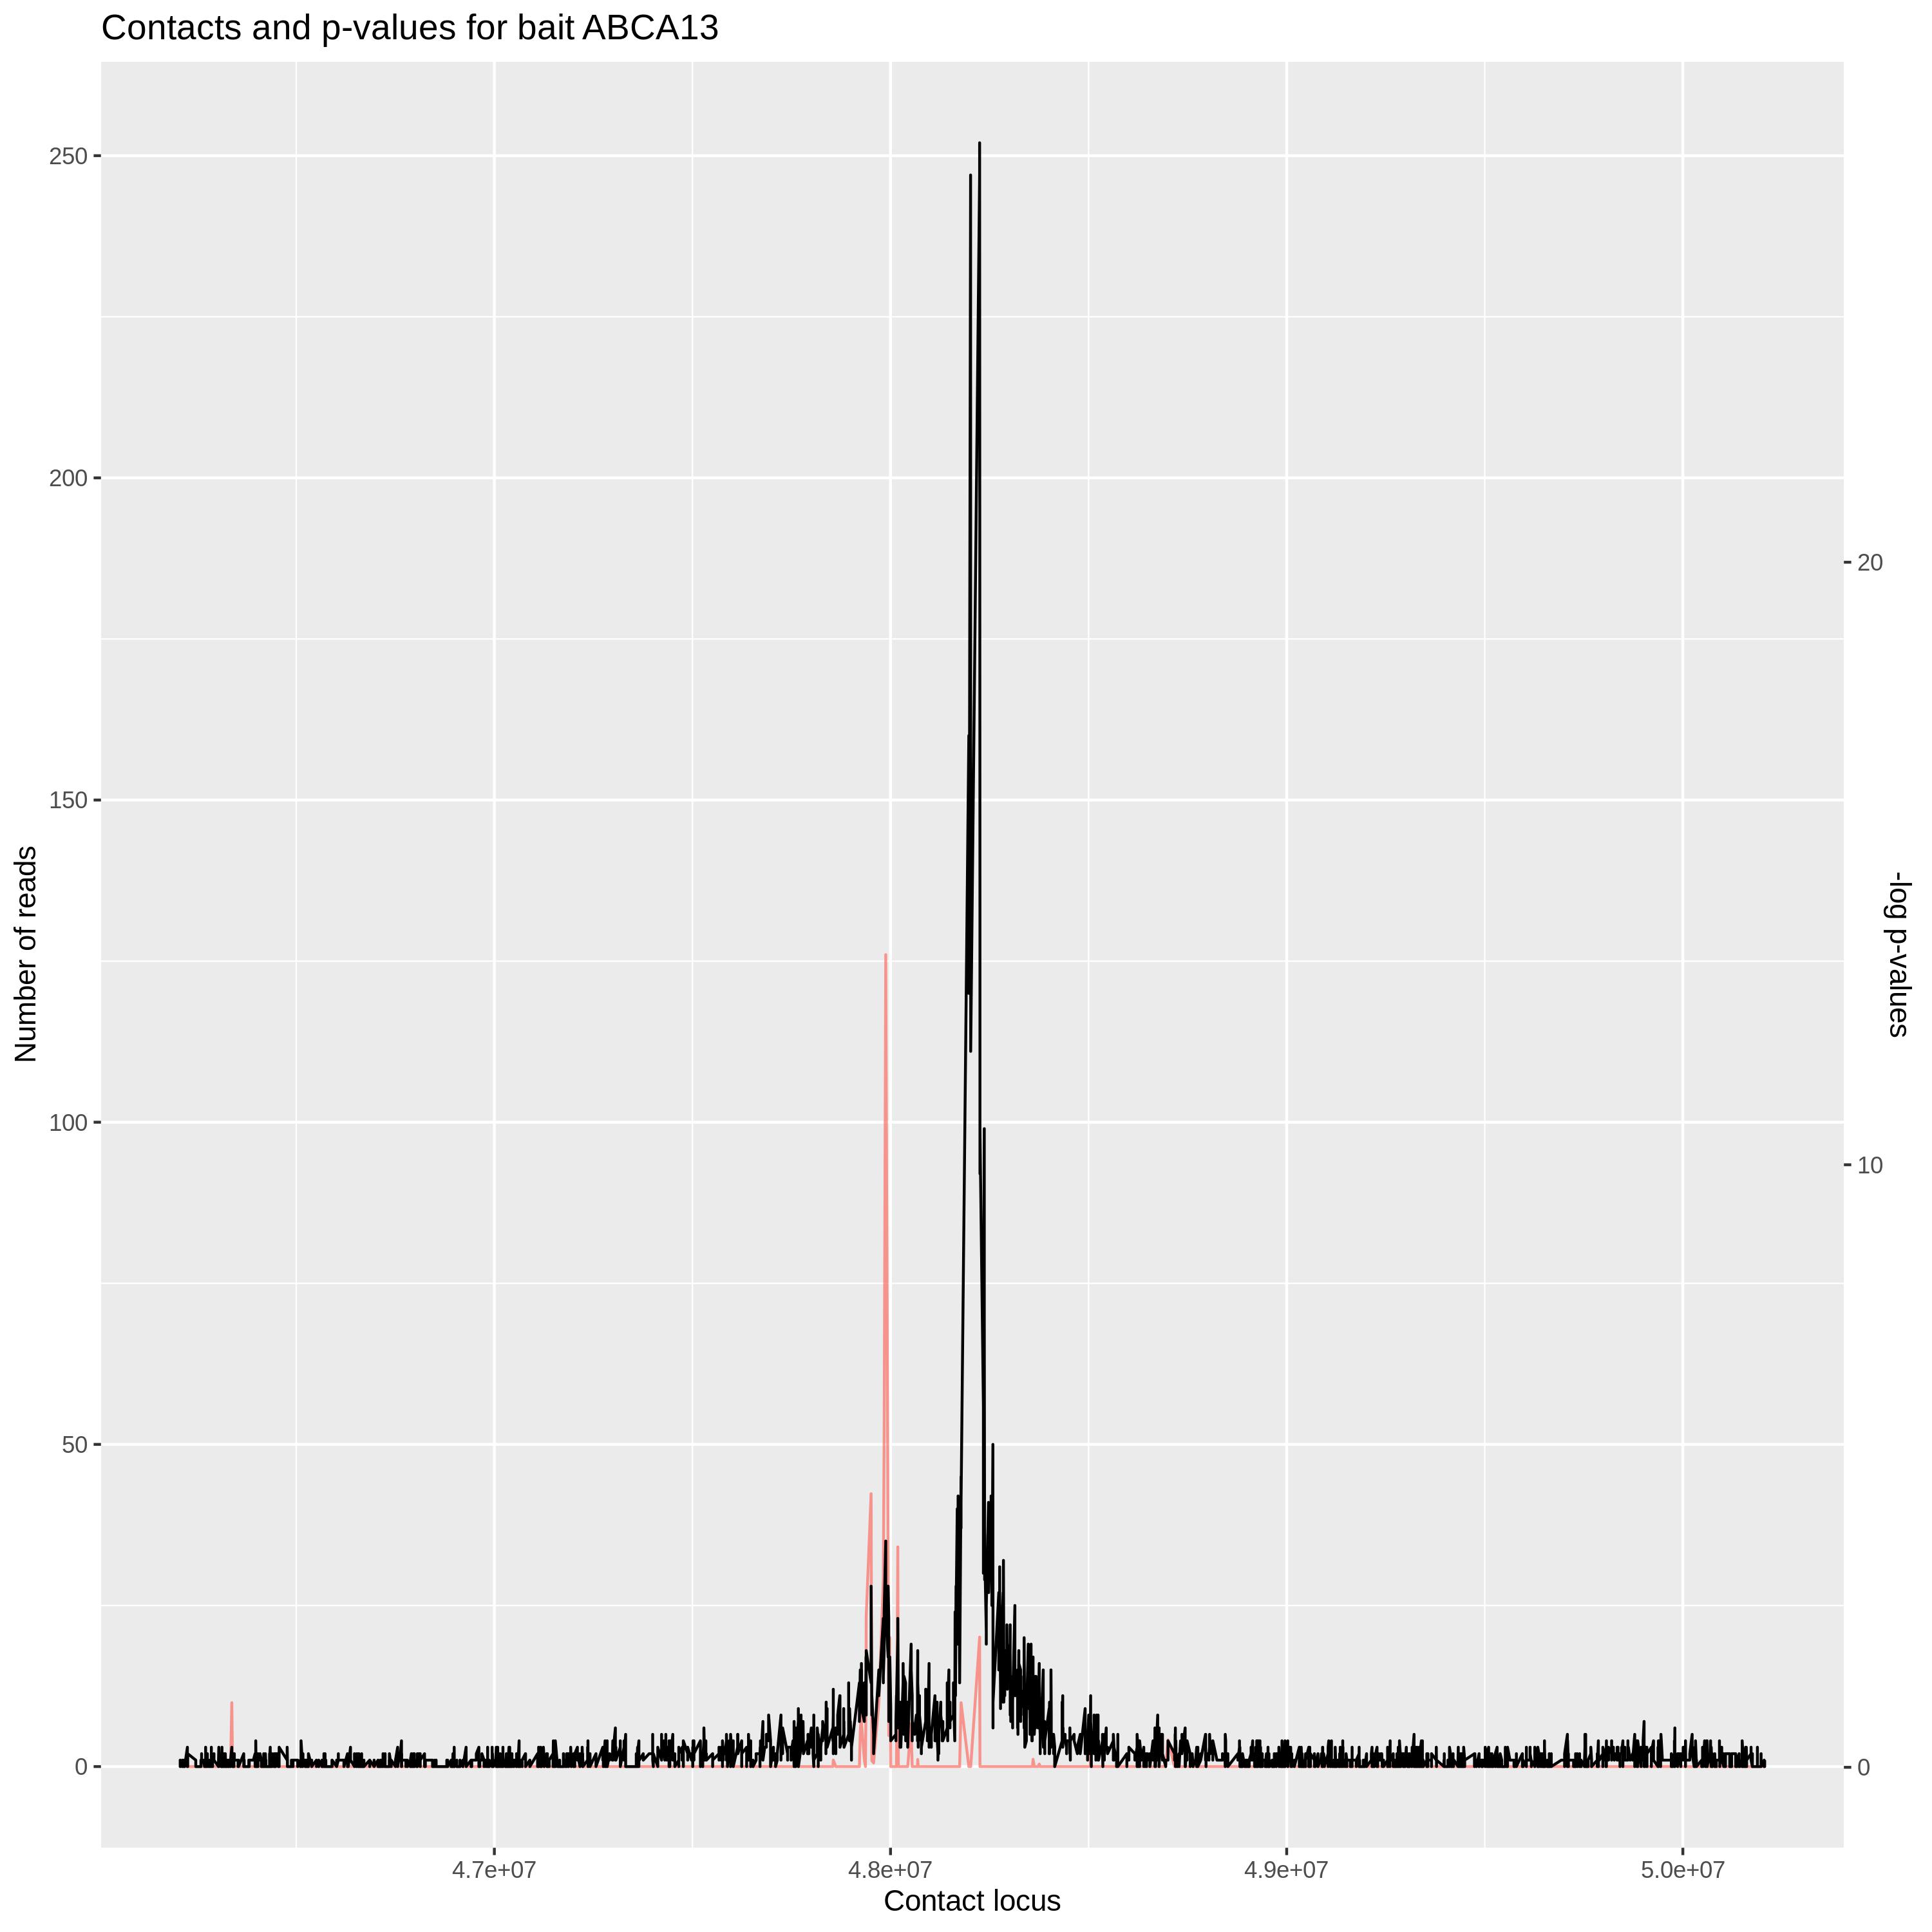 Contacts and p-values for bait ABCA13
250
200
150
100
50
0
Number of reads
20
10
0
-log p-values
4.7e+07
4.8e+07
4.9e+07
5.0e+07
Contact locus